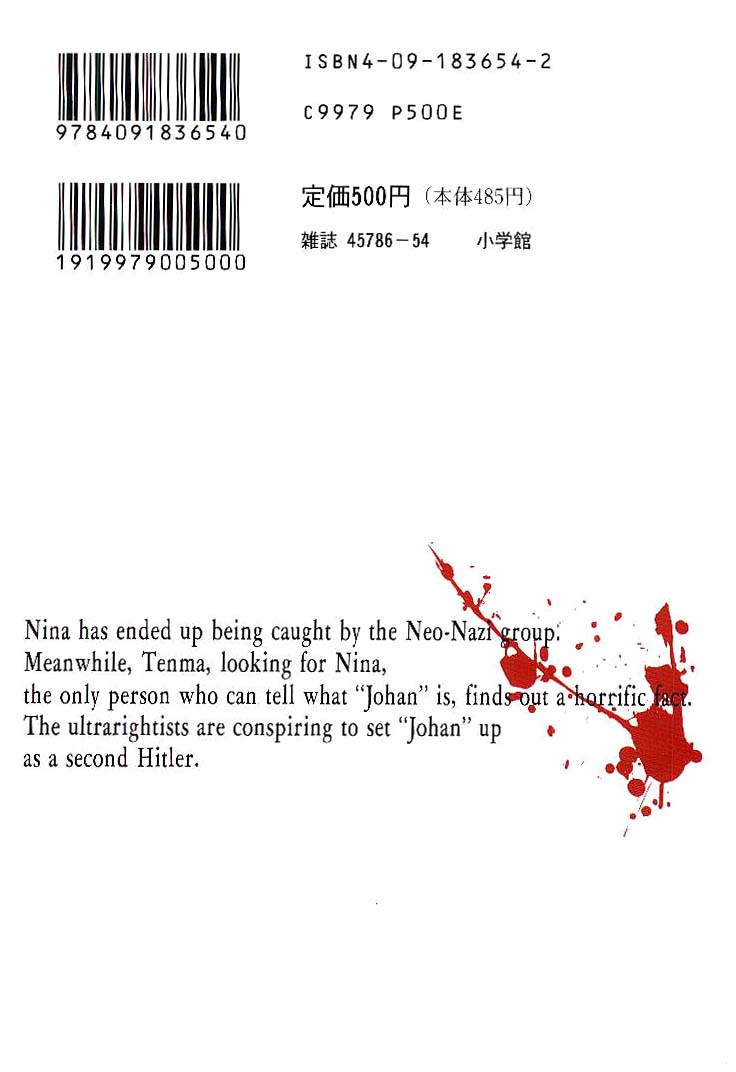 9784091836540
ISBN4-09-183654-2
C9979 P500E
1919979005000
定価500円（本体485円）
雑誌 45786-54 小学館
Nina has ended up being caught by the Neo-Nazi group.
Meanwhile, Tenma, looking for Nina,
the only person who can tell what “Johan” is, finds out a horrific fact.
The ultrarightists are conspiring to set “Johan” up
as a second Hitler.